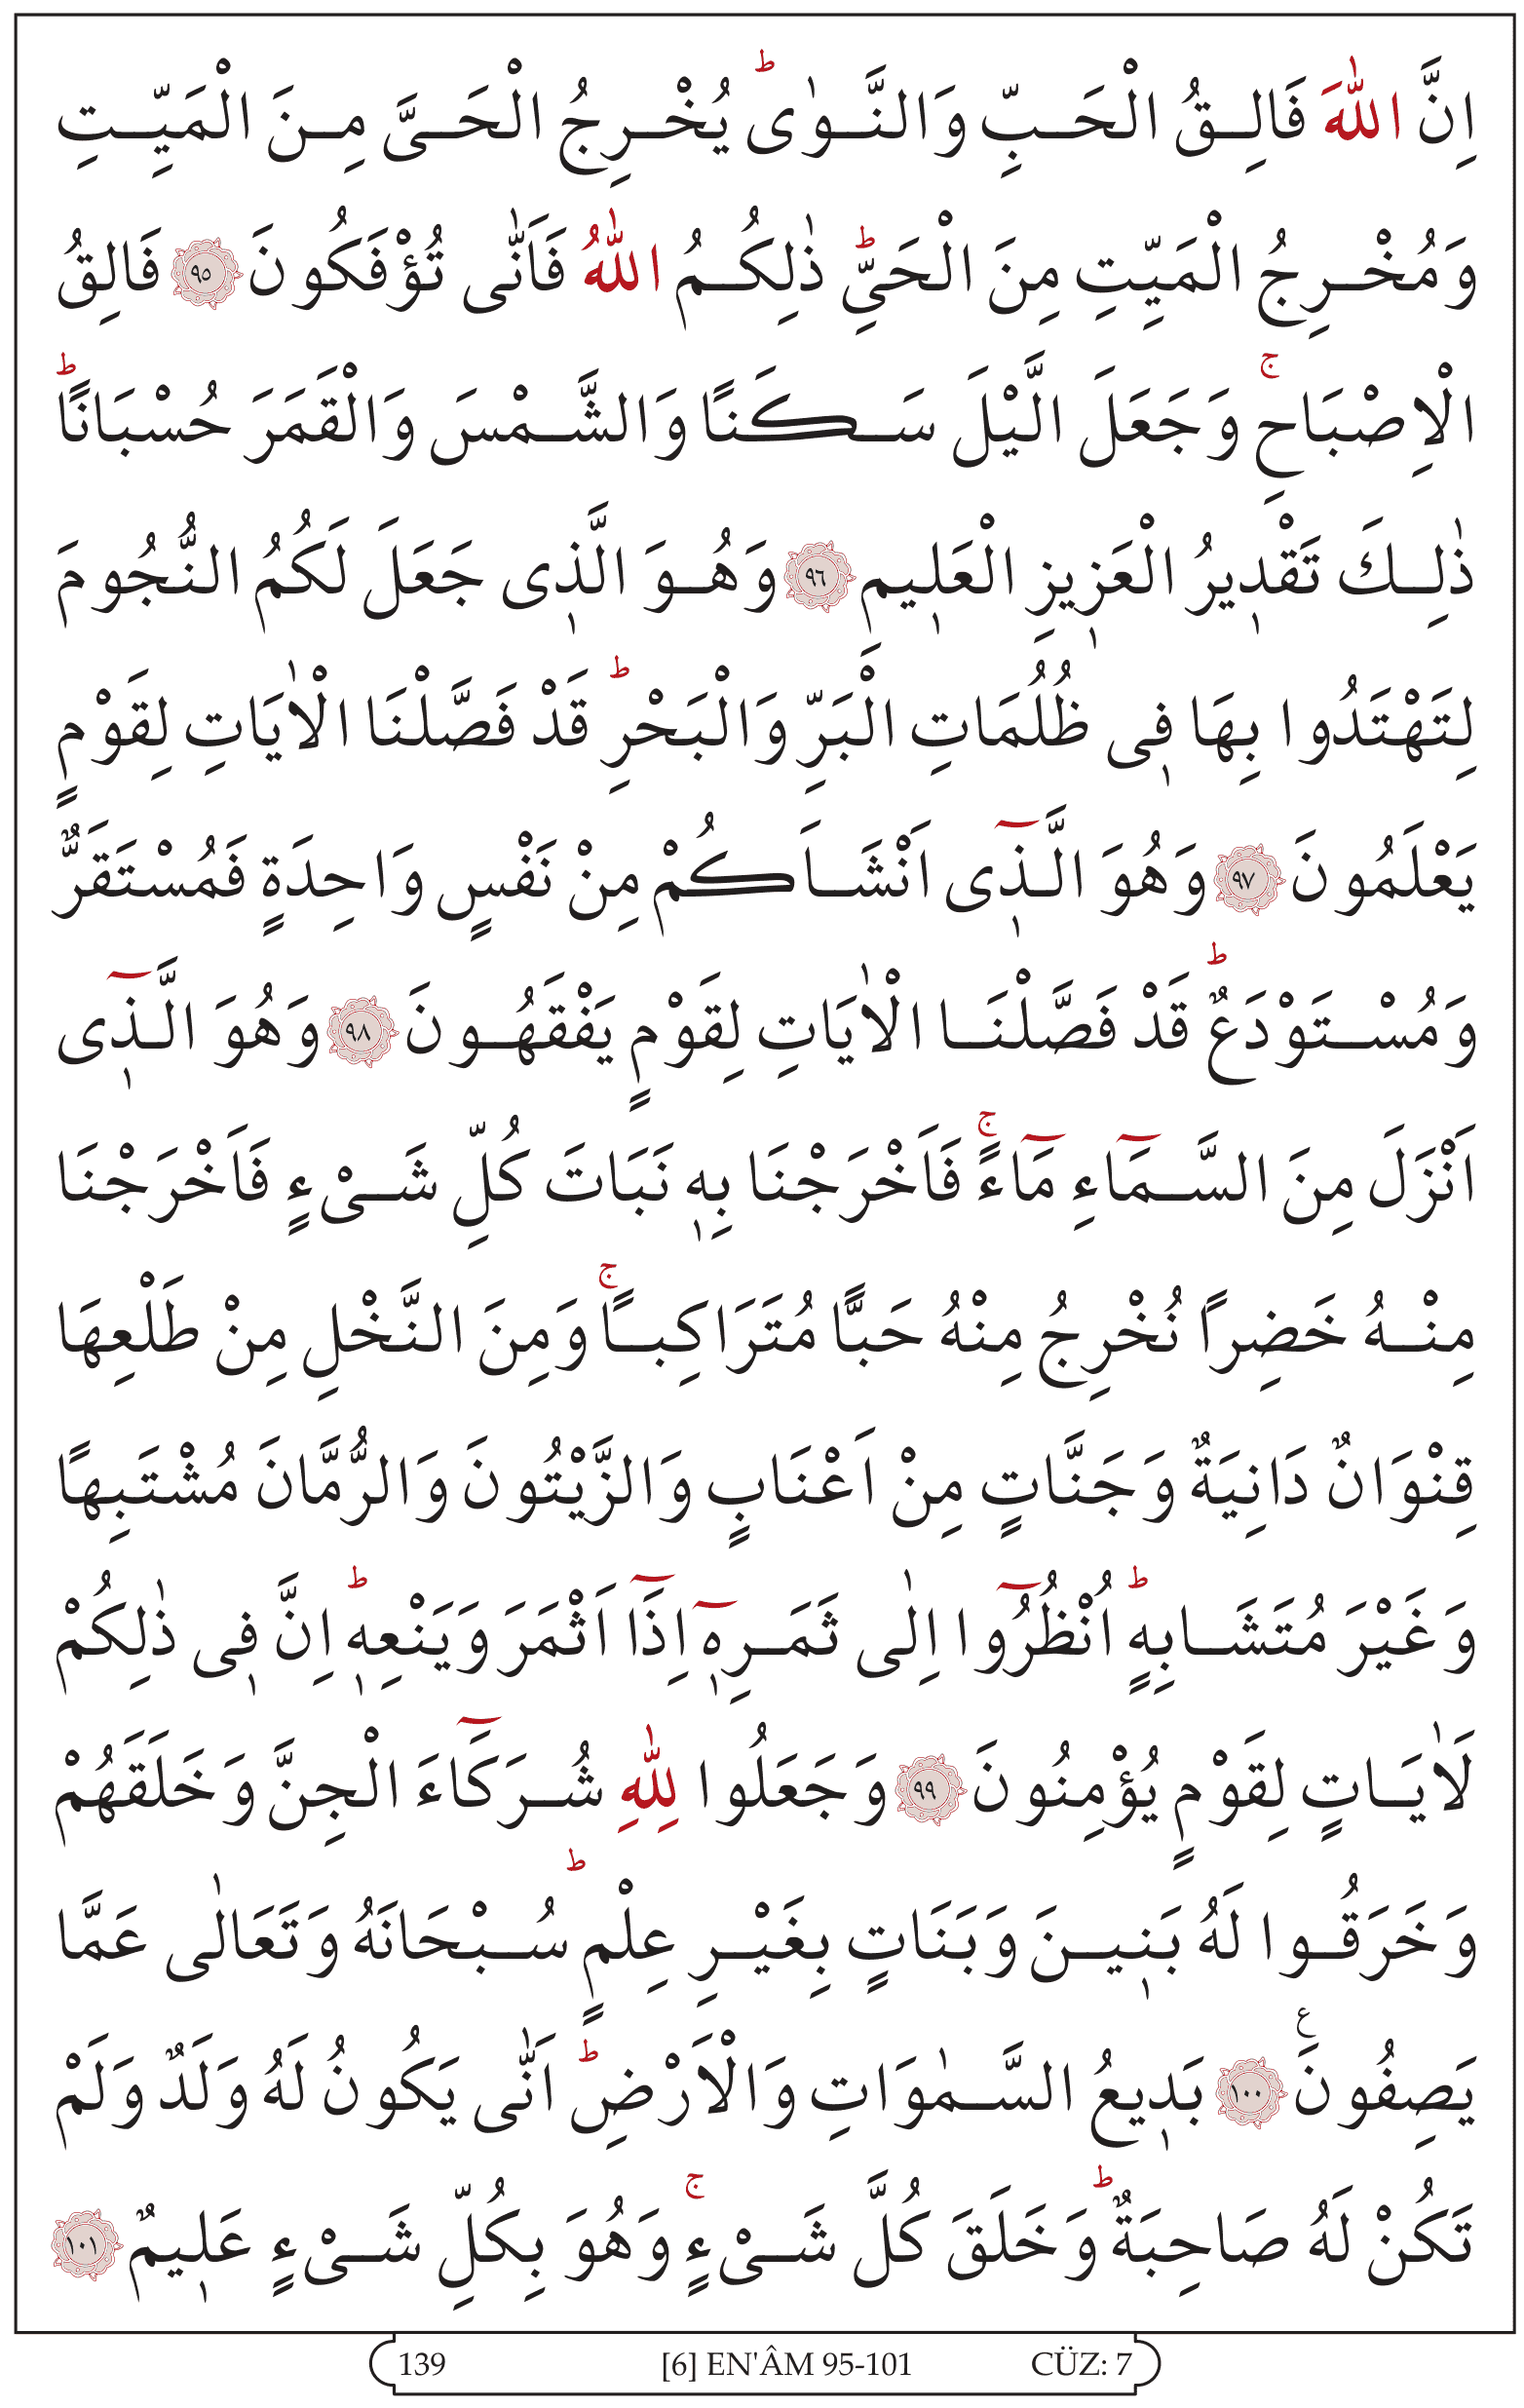 اِنَّ اللّٰهَ فَالِقُ الْحَبِّ وَالنَّوٰىۜ يُخْرِجُ الْحَيَّ مِنَ الْمَيِّتِ
وَمُخْرِجُ الْمَيِّتِ مِنَ الْحَيِّۜ ذٰلِكُمُ اللّٰهُ فَاَنّٰى تُؤْفَكُونَ ﴿٩٥﴾ فَالِقُ
الْاِصْبَاحِۚ وَجَعَلَ الَّيْلَ سَكَنًا وَالشَّمْسَ وَالْقَمَرَ حُسْبَانًاۜ
ذٰلِكَ تَقْدٖيرُ الْعَزٖيزِ الْعَلٖيمِ ﴿٩٦﴾ وَهُوَ الَّذٖى جَعَلَ لَكُمُ النُّجُومَ
لِتَهْتَدُوا بِهَا فٖى ظُلُمَاتِ الْبَرِّ وَالْبَحْرِۜ قَدْ فَصَّلْنَا الْاٰيَاتِ لِقَوْمٍ
يَعْلَمُونَ ﴿٩٧﴾ وَهُوَ الَّذٖٓى اَنْشَاَكُمْ مِنْ نَفْسٍ وَاحِدَةٍ فَمُسْتَقَرٌّ
وَمُسْتَوْدَعٌۜ قَدْ فَصَّلْنَا الْاٰيَاتِ لِقَوْمٍ يَفْقَهُونَ ﴿٩٨﴾ وَهُوَ الَّذٖٓى
اَنْزَلَ مِنَ السَّمَٓاءِ مَٓاءًۚ فَاَخْرَجْنَا بِهٖ نَبَاتَ كُلِّ شَىْءٍ فَاَخْرَجْنَا
مِنْهُ خَضِرًا نُخْرِجُ مِنْهُ حَبًّا مُتَرَاكِبًاۚ وَمِنَ النَّخْلِ مِنْ طَلْعِهَا
قِنْوَانٌ دَانِيَةٌ وَجَنَّاتٍ مِنْ اَعْنَابٍ وَالزَّيْتُونَ وَالرُّمَّانَ مُشْتَبِهًا
وَغَيْرَ مُتَشَابِهٍۜ اُنْظُرُٓوا اِلٰى ثَمَرِهٖٓ اِذَٓا اَثْمَرَ وَيَنْعِهٖۜ اِنَّ فٖى ذٰلِكُمْ
لَاٰيَاتٍ لِقَوْمٍ يُؤْمِنُونَ ﴿٩٩﴾ وَجَعَلُوا لِلّٰهِ شُرَكَٓاءَ الْجِنَّ وَخَلَقَهُمْ
وَخَرَقُوا لَهُ بَنٖينَ وَبَنَاتٍ بِغَيْرِ عِلْمٍۜ سُبْحَانَهُ وَتَعَالٰى عَمَّا
يَصِفُونَ ع ﴿١٠٠﴾ بَدٖيعُ السَّمٰوَاتِ وَالْاَرْضِۜ اَنّٰى يَكُونُ لَهُ وَلَدٌ وَلَمْ
تَكُنْ لَهُ صَاحِبَةٌۜ وَخَلَقَ كُلَّ شَىْءٍۚ وَهُوَ بِكُلِّ شَىْءٍ عَلٖيمٌ ﴿١٠١﴾
139 [6] EN'ÂM 95-101 CÜZ: 7